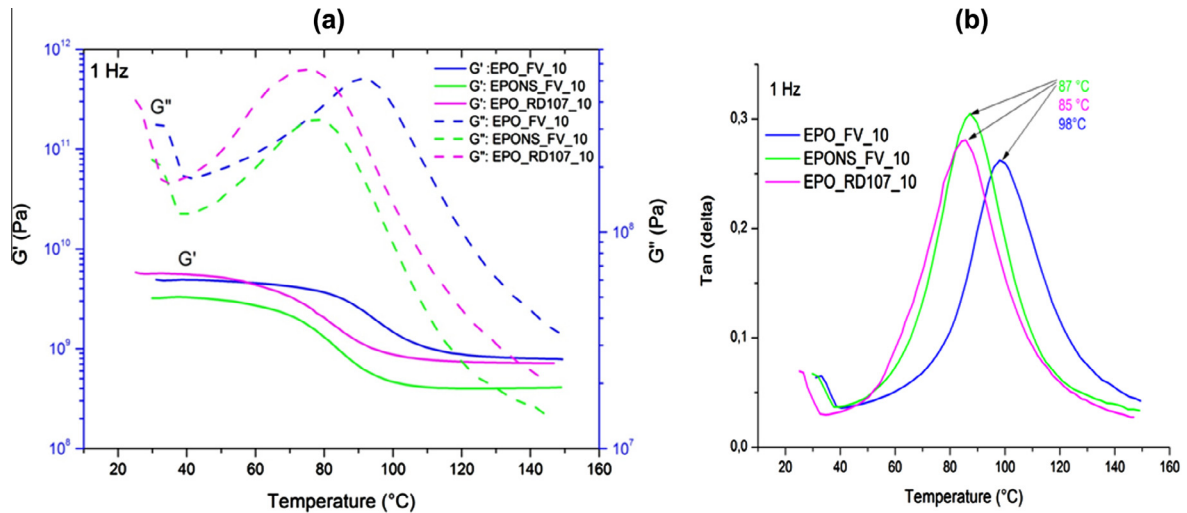 (a)
1 Hz
G' :EPO_FV_10
G': EPONS_FV_10
G': EPO_RD107_10
G": EPO_FV_10
G": EPONS_FV_10
G": EPO_RD107_10
G"
G'
10¹²
10¹¹
10¹⁰
10⁹
10⁸
G' (Pa)
10⁸
10⁷
G" (Pa)
20 40 60 80 100 120 140 160
Temperature (°C)
(b)
1 Hz
87 °C
85 °C
98°C
EPO_FV_10
EPONS_FV_10
EPO_RD107_10
0,3
0,2
0,1
0,0
Tan (delta)
20 40 60 80 100 120 140 160
Temperature (°C)